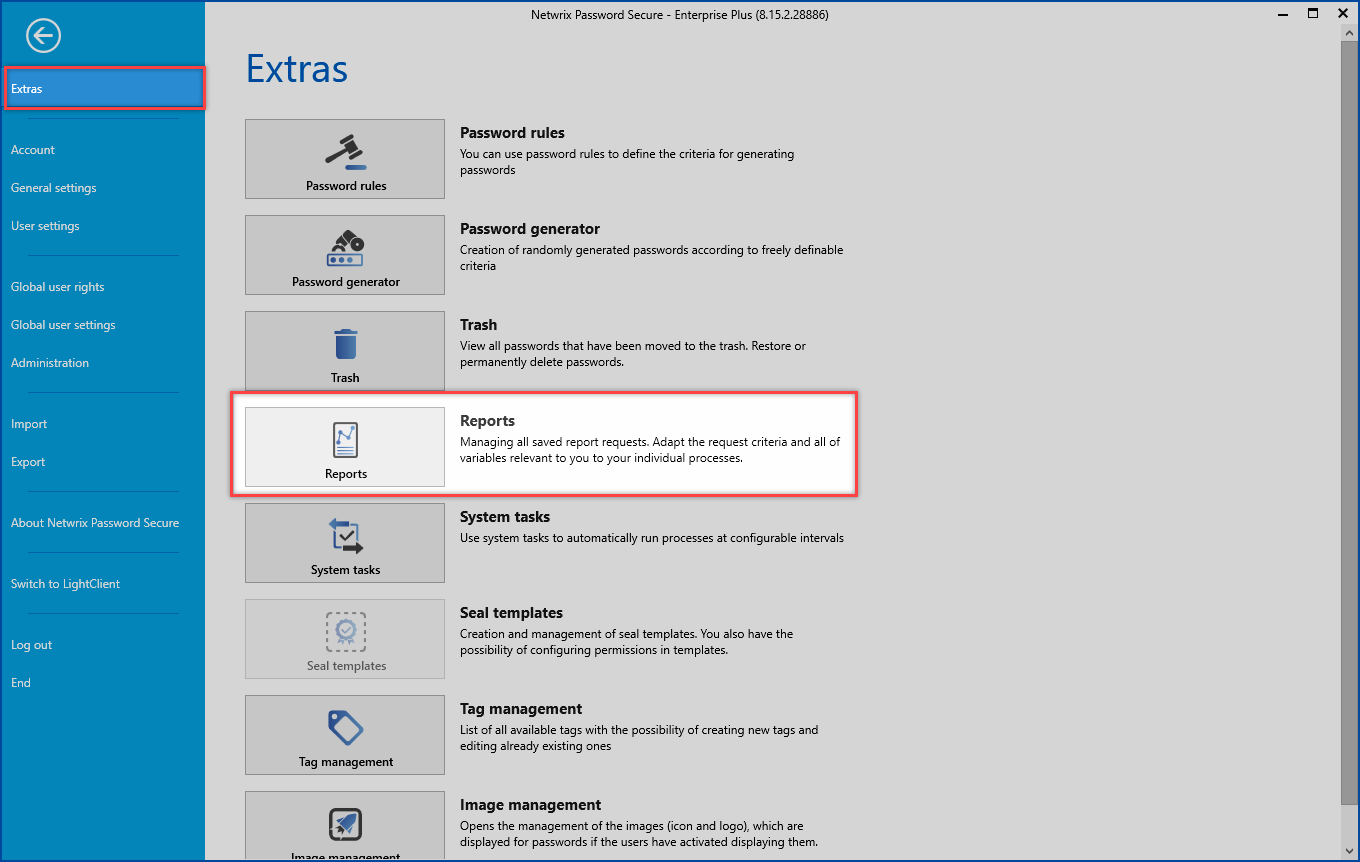 Netwrix Password Secure - Enterprise Plus (8.15.2.28886)
Extras
Account
General settings
User settings
Global user rights
Global user settings
Administration
Import
Export
About Netwrix Password Secure
Switch to LightClient
Log out
End
Extras
Password rules
Password rules
You can use password rules to define the criteria for generating
passwords
Password generator
Password generator
Creation of randomly generated passwords according to freely definable
criteria
Trash
Trash
View all passwords that have been moved to the trash. Restore or
permanently delete passwords.
Reports
Reports
Managing all saved report requests. Adapt the request criteria and all of
variables relevant to you to your individual processes.
System tasks
System tasks
Use system tasks to automatically run processes at configurable intervals
Seal templates
Seal templates
Creation and management of seal templates. You also have the
possibility of configuring permissions in templates.
Tag management
Tag management
List of all available tags with the possibility of creating new tags and
editing already existing ones
Image management
Image management
Opens the management of the images (icon and logo), which are
displayed for passwords if the users have activated displaying them.